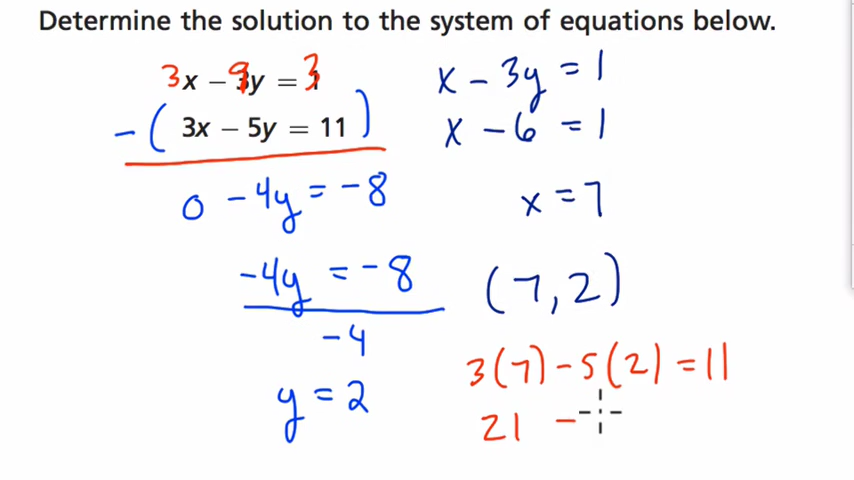 Determine the solution to the system of equations below.
3x - 9y = 3
- ( 3x - 5y = 11 )
0 - 4y = -8
-4y = -8
-4
y = 2
x - 3y = 1
x - 6 = 1
x = 7
(7, 2)
3(7) - 5(2) = 11
21 -